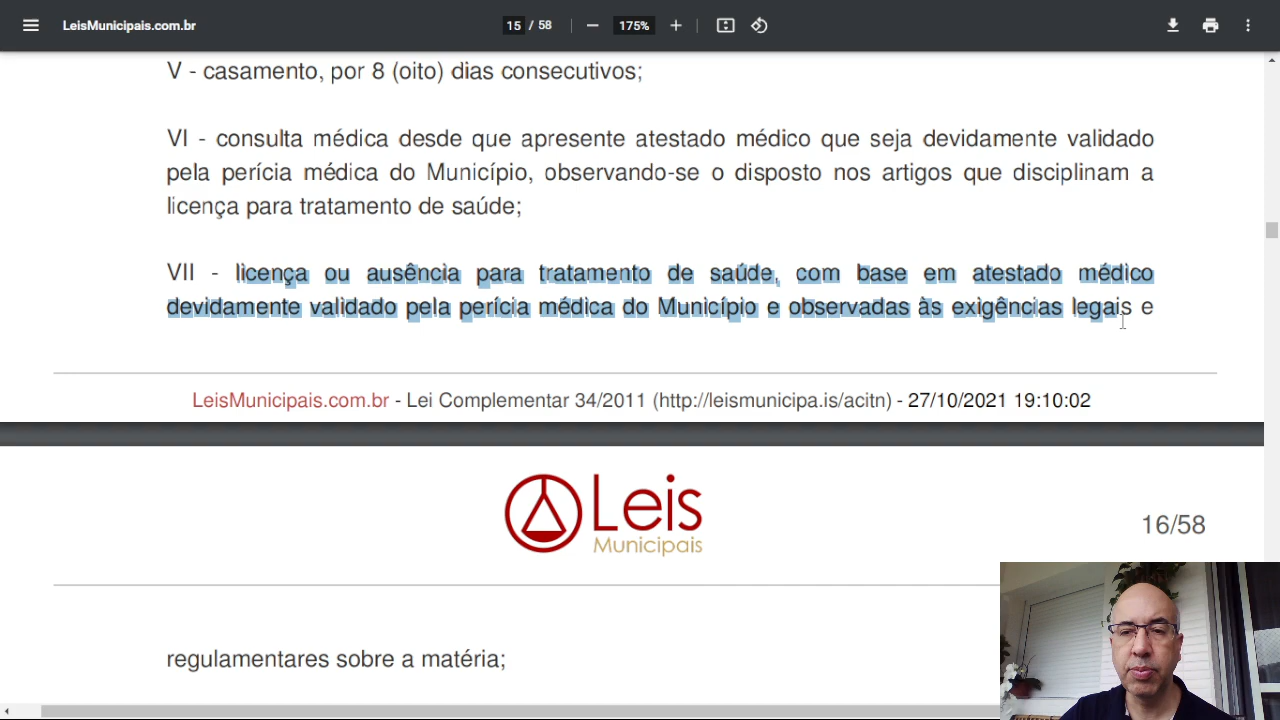 LeisMunicipais.com.br
15 / 58
175%
V - casamento, por 8 (oito) dias consecutivos;
VI - consulta médica desde que apresente atestado médico que seja devidamente validado
pela perícia médica do Município, observando-se o disposto nos artigos que disciplinam a
licença para tratamento de saúde;
VII - licença ou ausência para tratamento de saúde, com base em atestado médico
devidamente validado pela perícia médica do Município e observadas às exigências legais e
LeisMunicipais.com.br - Lei Complementar 34/2011 (http://leismunicipa.is/acitn) - 27/10/2021 19:10:02
Leis
Municipais
16/58
regulamentares sobre a matéria;